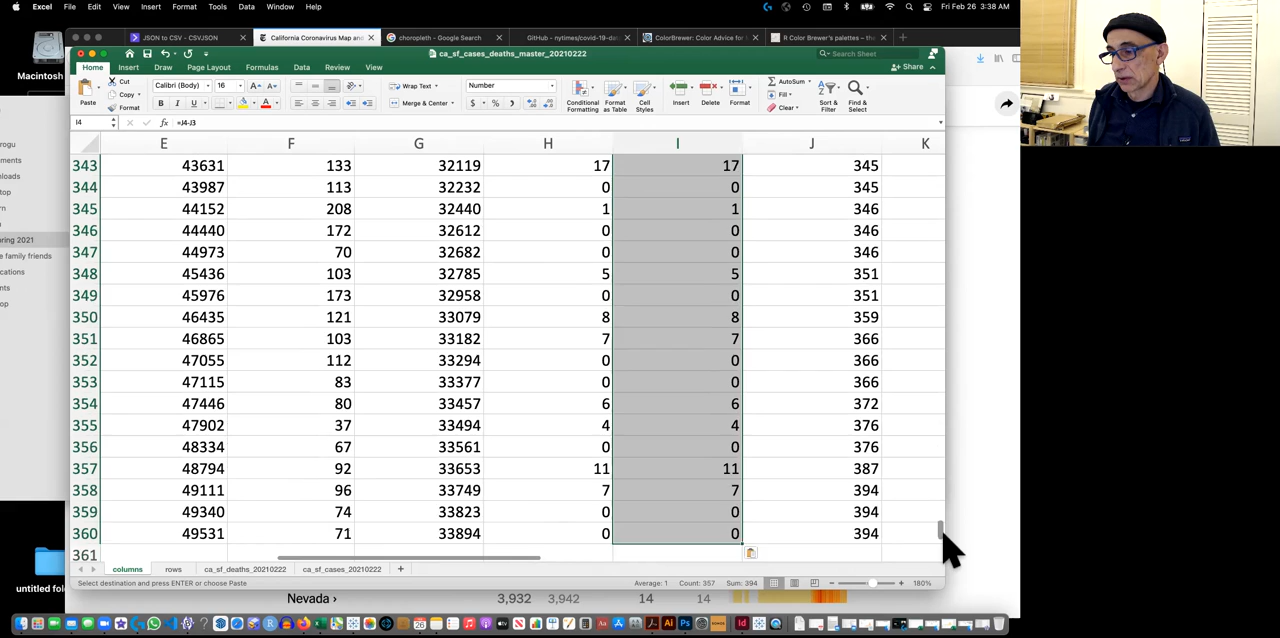 Excel File Edit View Insert Format Tools Data Window Help
Fri Feb 26 3:38 AM
JSON to CSV – CSVJSON
California Coronavirus Map and
choropleth - Google Search
GitHub - nytimes/covid-19-dat
ColorBrewer: Color Advice for
R Color Brewer's palettes – the
Macintosh
ca_sf_cases_deaths_master_20210222
Search Sheet
Home Insert Draw Page Layout Formulas Data Review View
Share
Paste
Cut
Copy
Format
Calibri (Body) 16
B I U
Wrap Text
Merge & Center
Number
$ % )
Conditional Formatting
Format as Table
Cell Styles
Insert Delete Format
AutoSum
Fill
Clear
Sort & Filter
Find & Select
I4 fx =J4-J3
E F G H I J K
343 43631 133 32119 17 17 345
344 43987 113 32232 0 0 345
345 44152 208 32440 1 1 346
346 44440 172 32612 0 0 346
347 44973 70 32682 0 0 346
348 45436 103 32785 5 5 351
349 45976 173 32958 0 0 351
350 46435 121 33079 8 8 359
351 46865 103 33182 7 7 366
352 47055 112 33294 0 0 366
353 47115 83 33377 0 0 366
354 47446 80 33457 6 6 372
355 47902 37 33494 4 4 376
356 48334 67 33561 0 0 376
357 48794 92 33653 11 11 387
358 49111 96 33749 7 7 394
359 49340 74 33823 0 0 394
360 49531 71 33894 0 0 394
361
rogu
ments
nloads
top
rn
ring 2021
e family friends
cations
nts
op
untitled folder
columns rows ca_sf_deaths_20210222 ca_sf_cases_20210222 +
Select destination and press ENTER or choose Paste
Average: 1 Count: 357 Sum: 394
180%
Nevada › 3,932 3,942 14 14